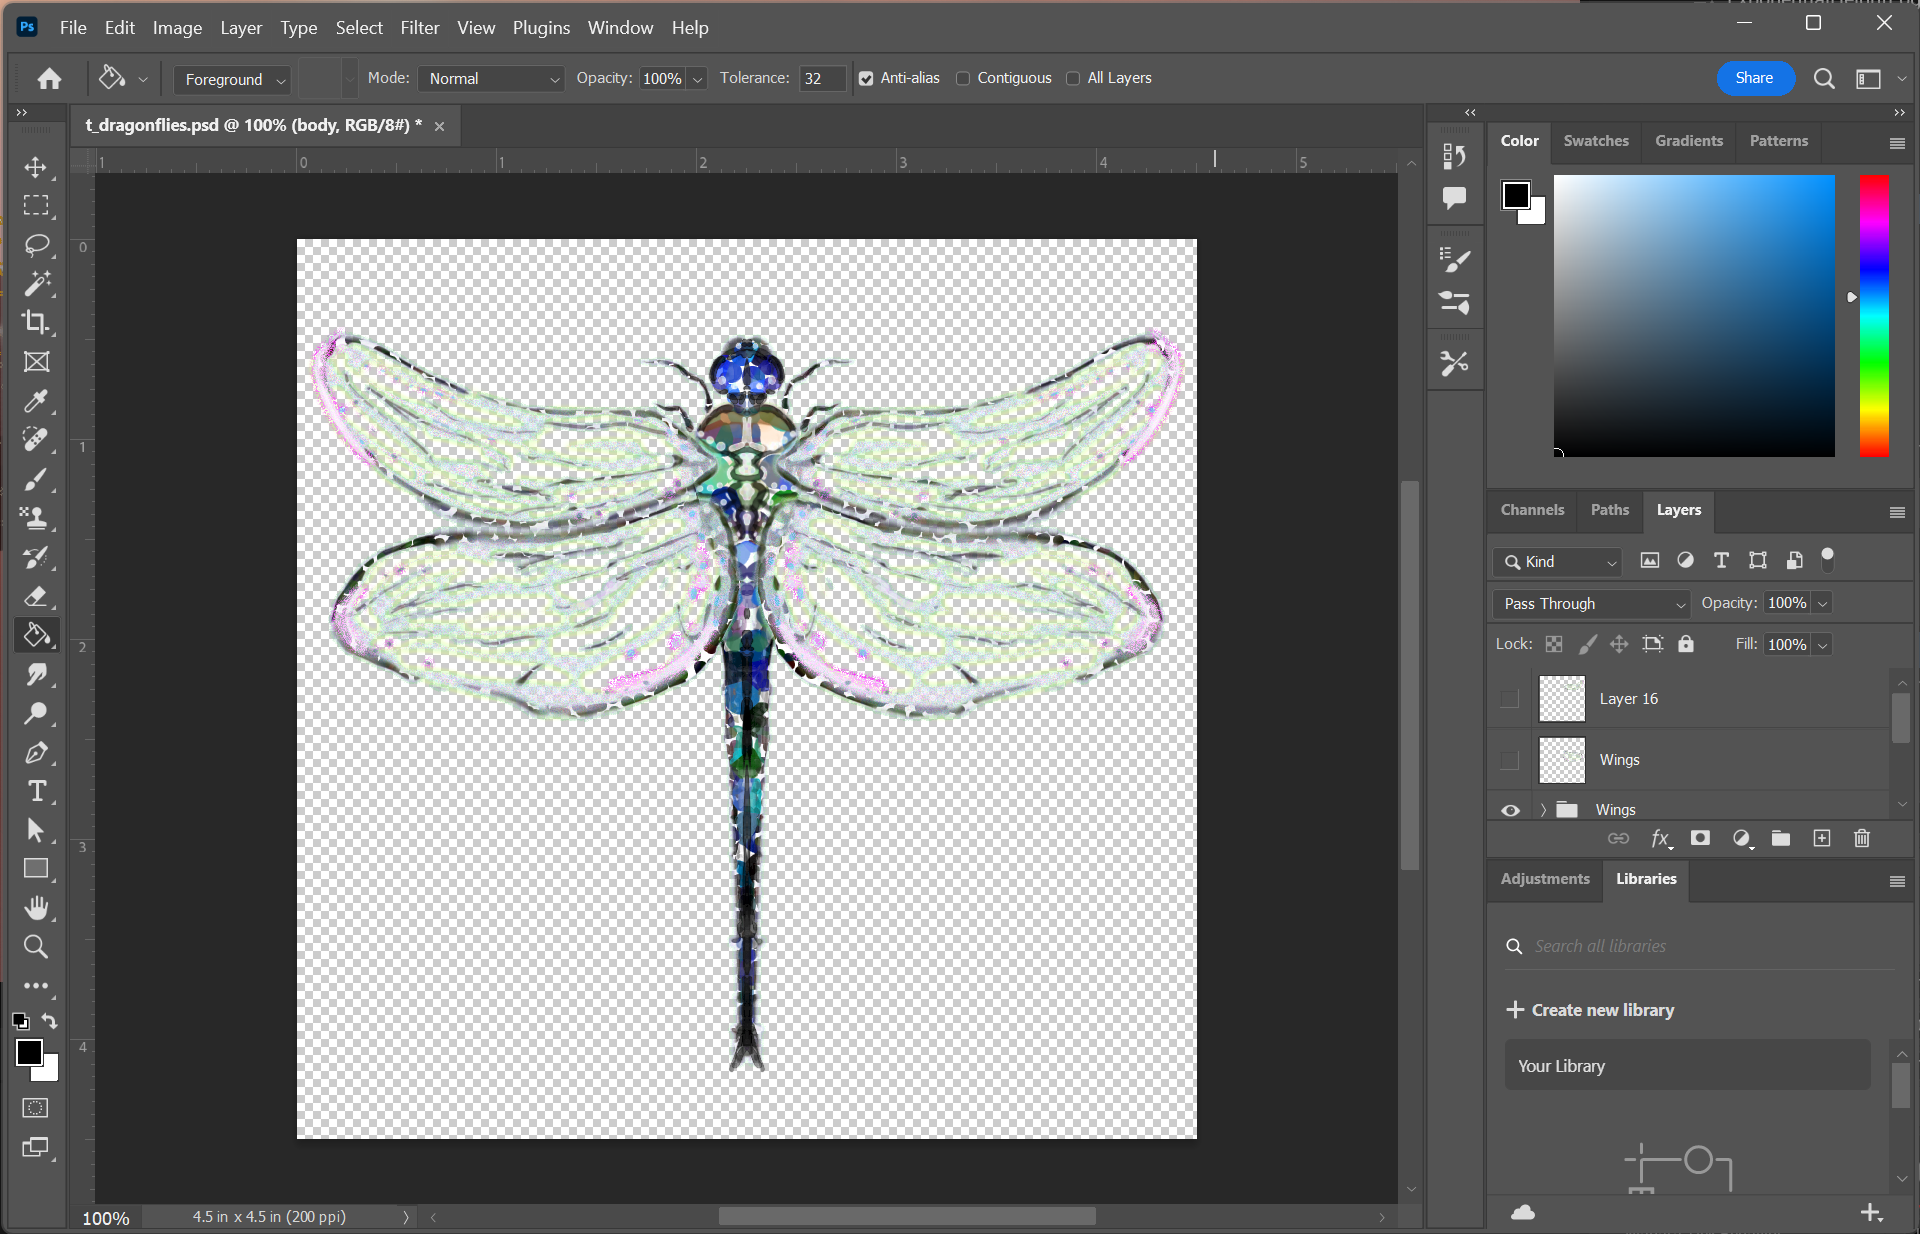 Ps File Edit Image Layer Type Select Filter View Plugins Window Help
Foreground Mode: Normal Opacity: 100% Tolerance: 32 Anti-alias Contiguous All Layers Share
t_dragonflies.psd @ 100% (body, RGB/8#) *
1 0 1 2 3 4 5
0
1
2
3
4
100% 4.5 in x 4.5 in (200 ppi)
Color Swatches Gradients Patterns
Channels Paths Layers
Kind
Pass Through Opacity: 100%
Lock: Fill: 100%
Layer 16
Wings
Wings
fx
Adjustments Libraries
Search all libraries
Create new library
Your Library